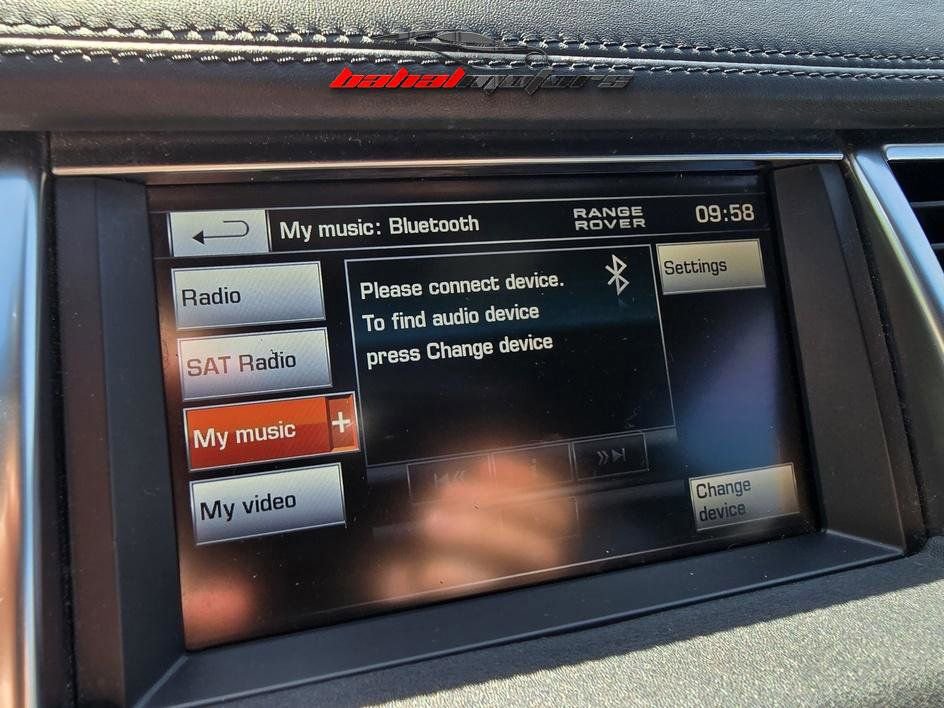 bahalmotors
My music: Bluetooth
RANGE
ROVER
09:58
Radio
SAT Radio
My music +
My video
Please connect device.
To find audio device
press Change device
Settings
Change
device